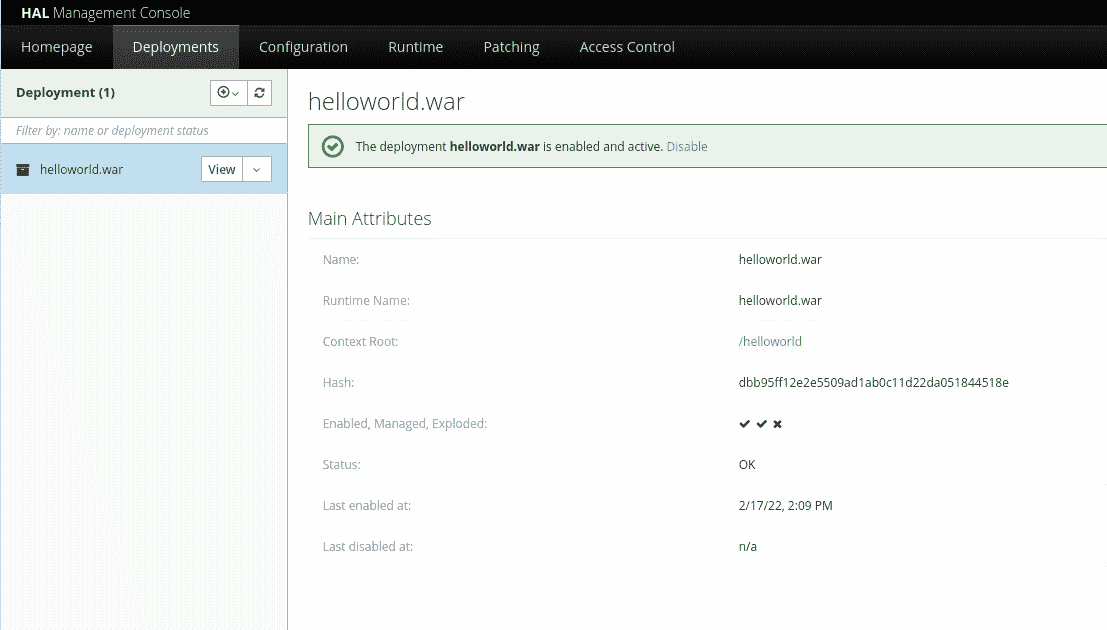 HAL Management Console
Homepage Deployments Configuration Runtime Patching Access Control
Deployment (1)
Filter by: name or deployment status
helloworld.war View
helloworld.war
The deployment helloworld.war is enabled and active. Disable
Main Attributes
Name: helloworld.war
Runtime Name: helloworld.war
Context Root: /helloworld
Hash: dbb95ff12e2e5509ad1ab0c11d22da051844518e
Enabled, Managed, Exploded:
Status: OK
Last enabled at: 2/17/22, 2:09 PM
Last disabled at: n/a